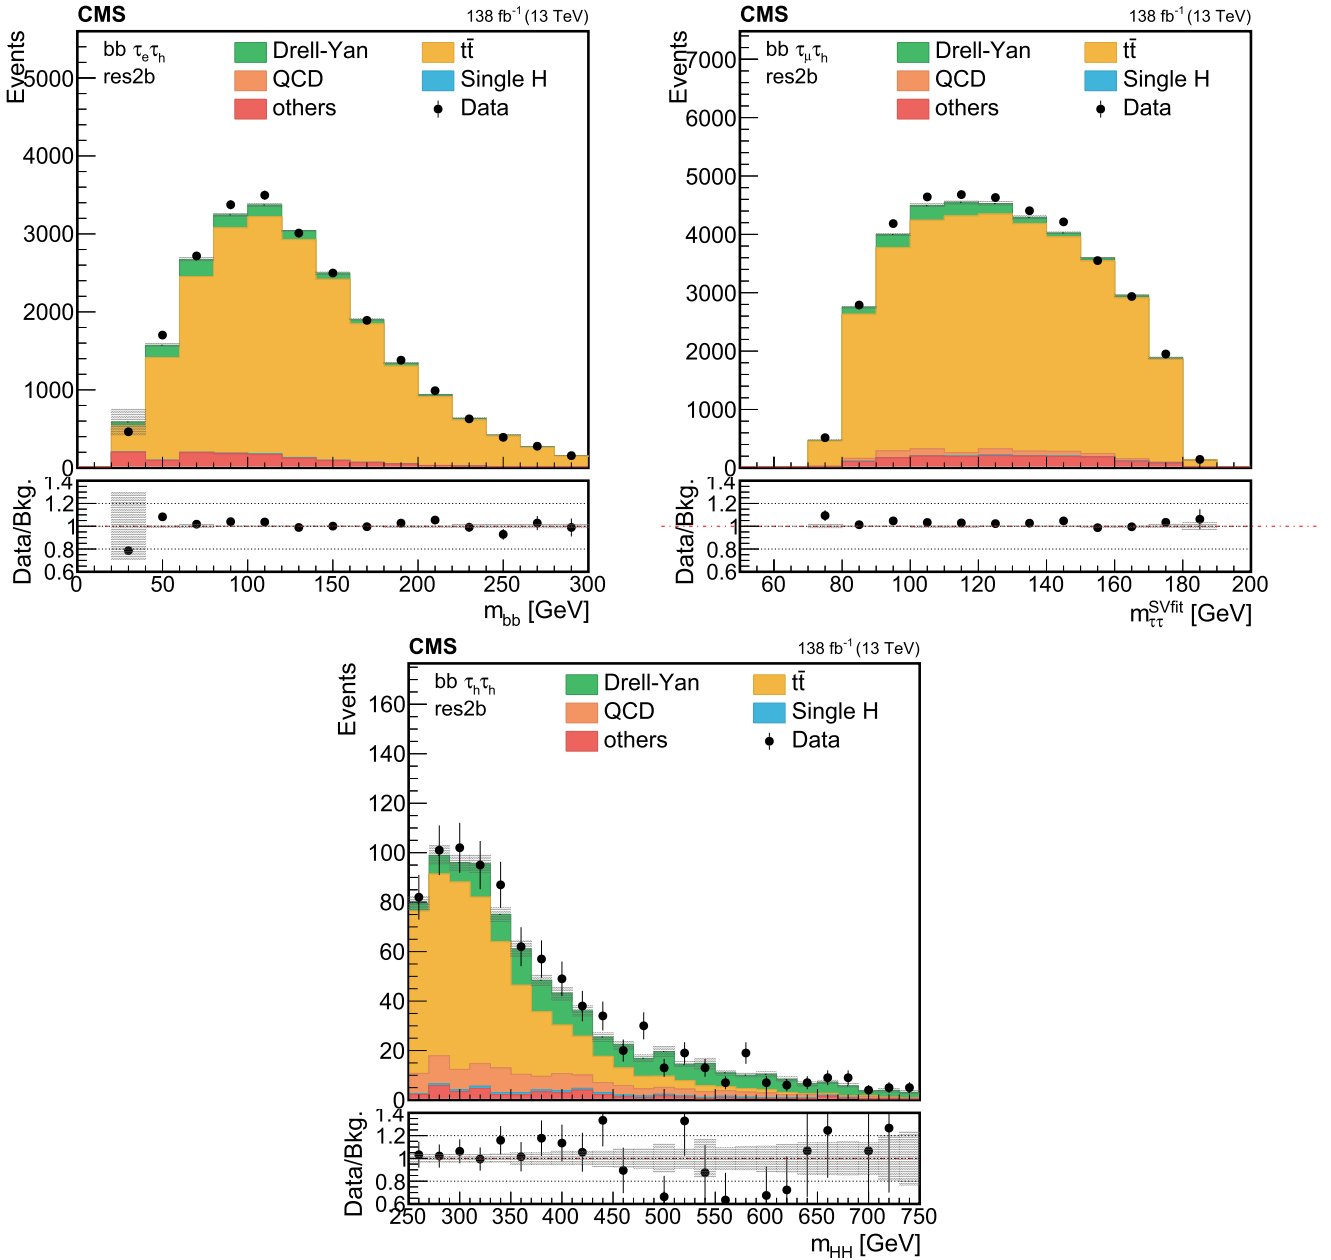 CMS 138 fb⁻¹ (13 TeV)
Events
bb τₑτₕ
res2b
Drell-Yan tt̄
QCD Single H
others Data
5000
4000
3000
2000
1000
0
Data/Bkg.
1.4
1.2
1
0.8
0.6
0 50 100 150 200 250 300
m_bb [GeV]
CMS 138 fb⁻¹ (13 TeV)
Events
bb τ_μτ_h
res2b
Drell-Yan tt̄
QCD Single H
others Data
7000
6000
5000
4000
3000
2000
1000
0
Data/Bkg.
1.4
1.2
1
0.8
0.6
60 80 100 120 140 160 180 200
m_ττ^SVfit [GeV]
CMS 138 fb⁻¹ (13 TeV)
Events
bb τₕτₕ
res2b
Drell-Yan tt̄
QCD Single H
others Data
160
140
120
100
80
60
40
20
0
Data/Bkg.
1.4
1.2
1
0.8
0.6
250 300 350 400 450 500 550 600 650 700 750
m_HH [GeV]